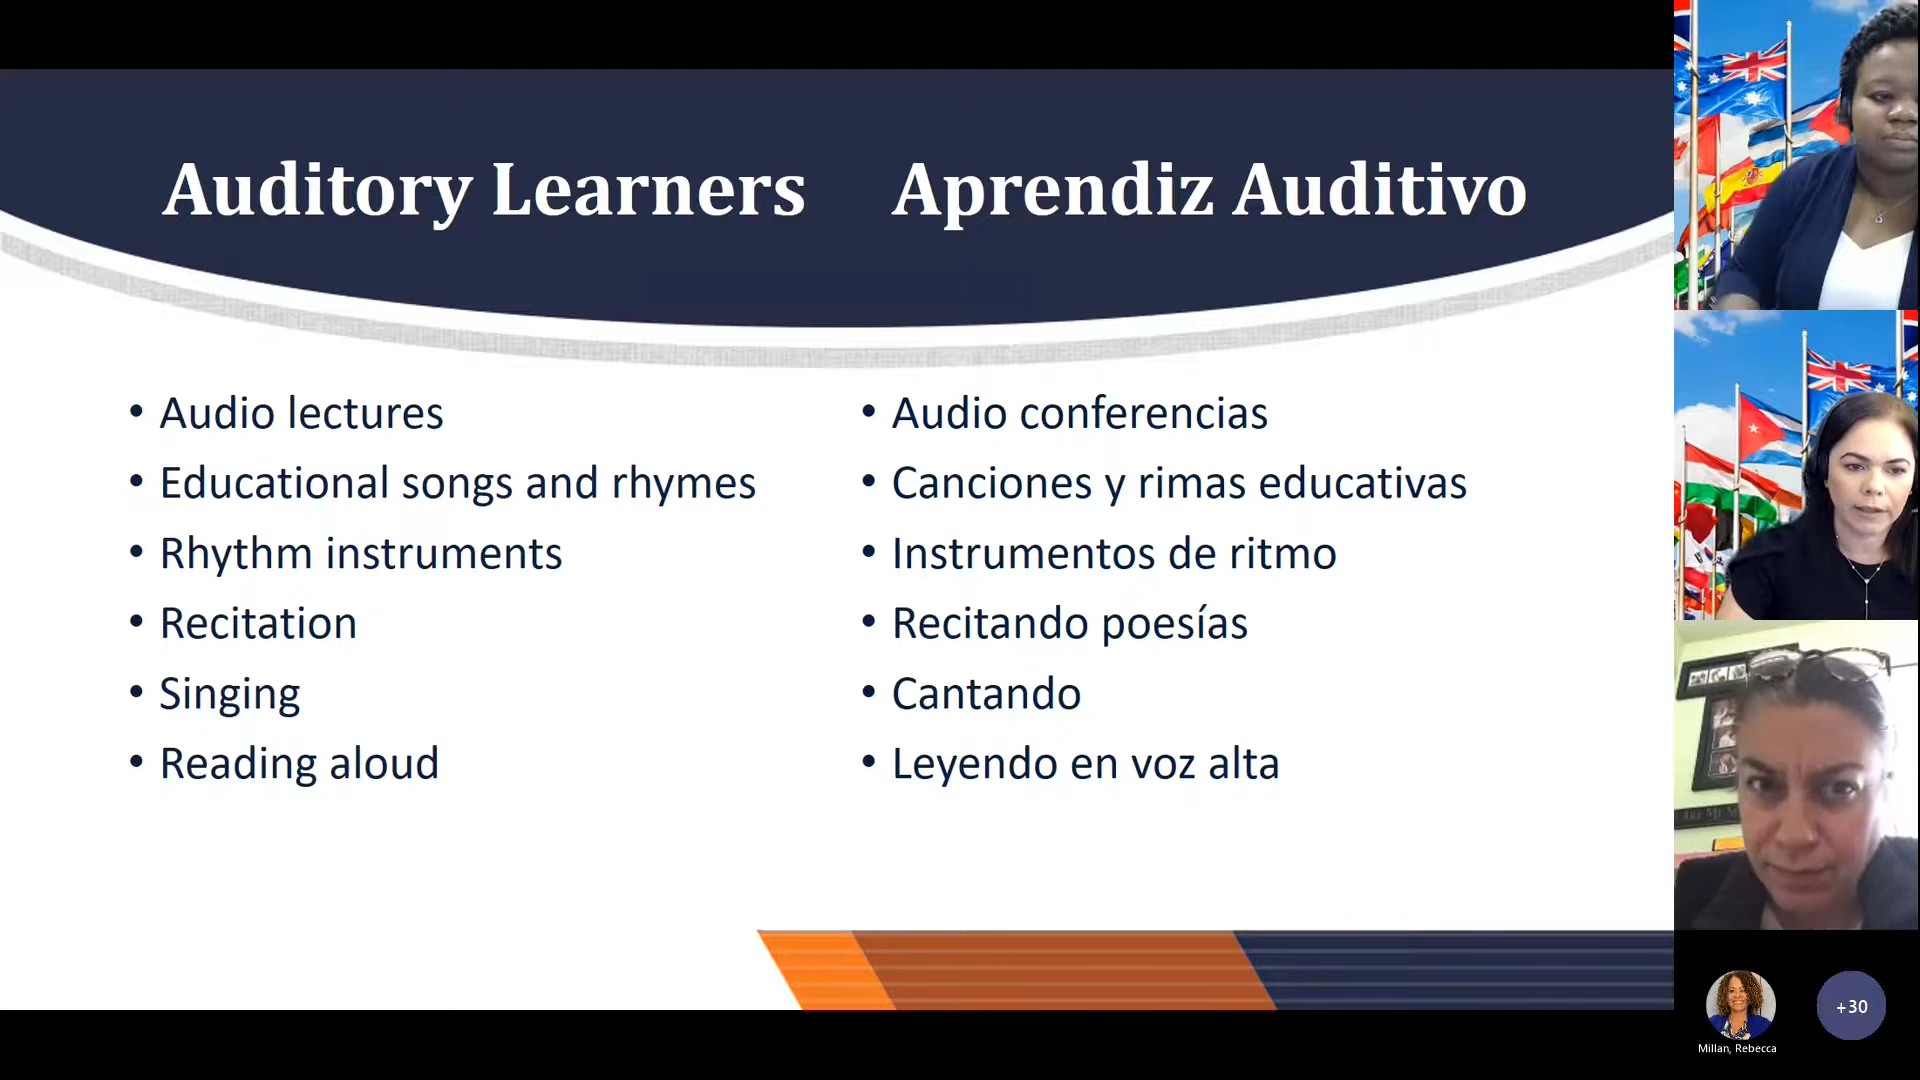 Auditory Learners
Aprendiz Auditivo
• Audio lectures
• Educational songs and rhymes
• Rhythm instruments
• Recitation
• Singing
• Reading aloud
• Audio conferencias
• Canciones y rimas educativas
• Instrumentos de ritmo
• Recitando poesías
• Cantando
• Leyendo en voz alta
Millan, Rebecca
+30